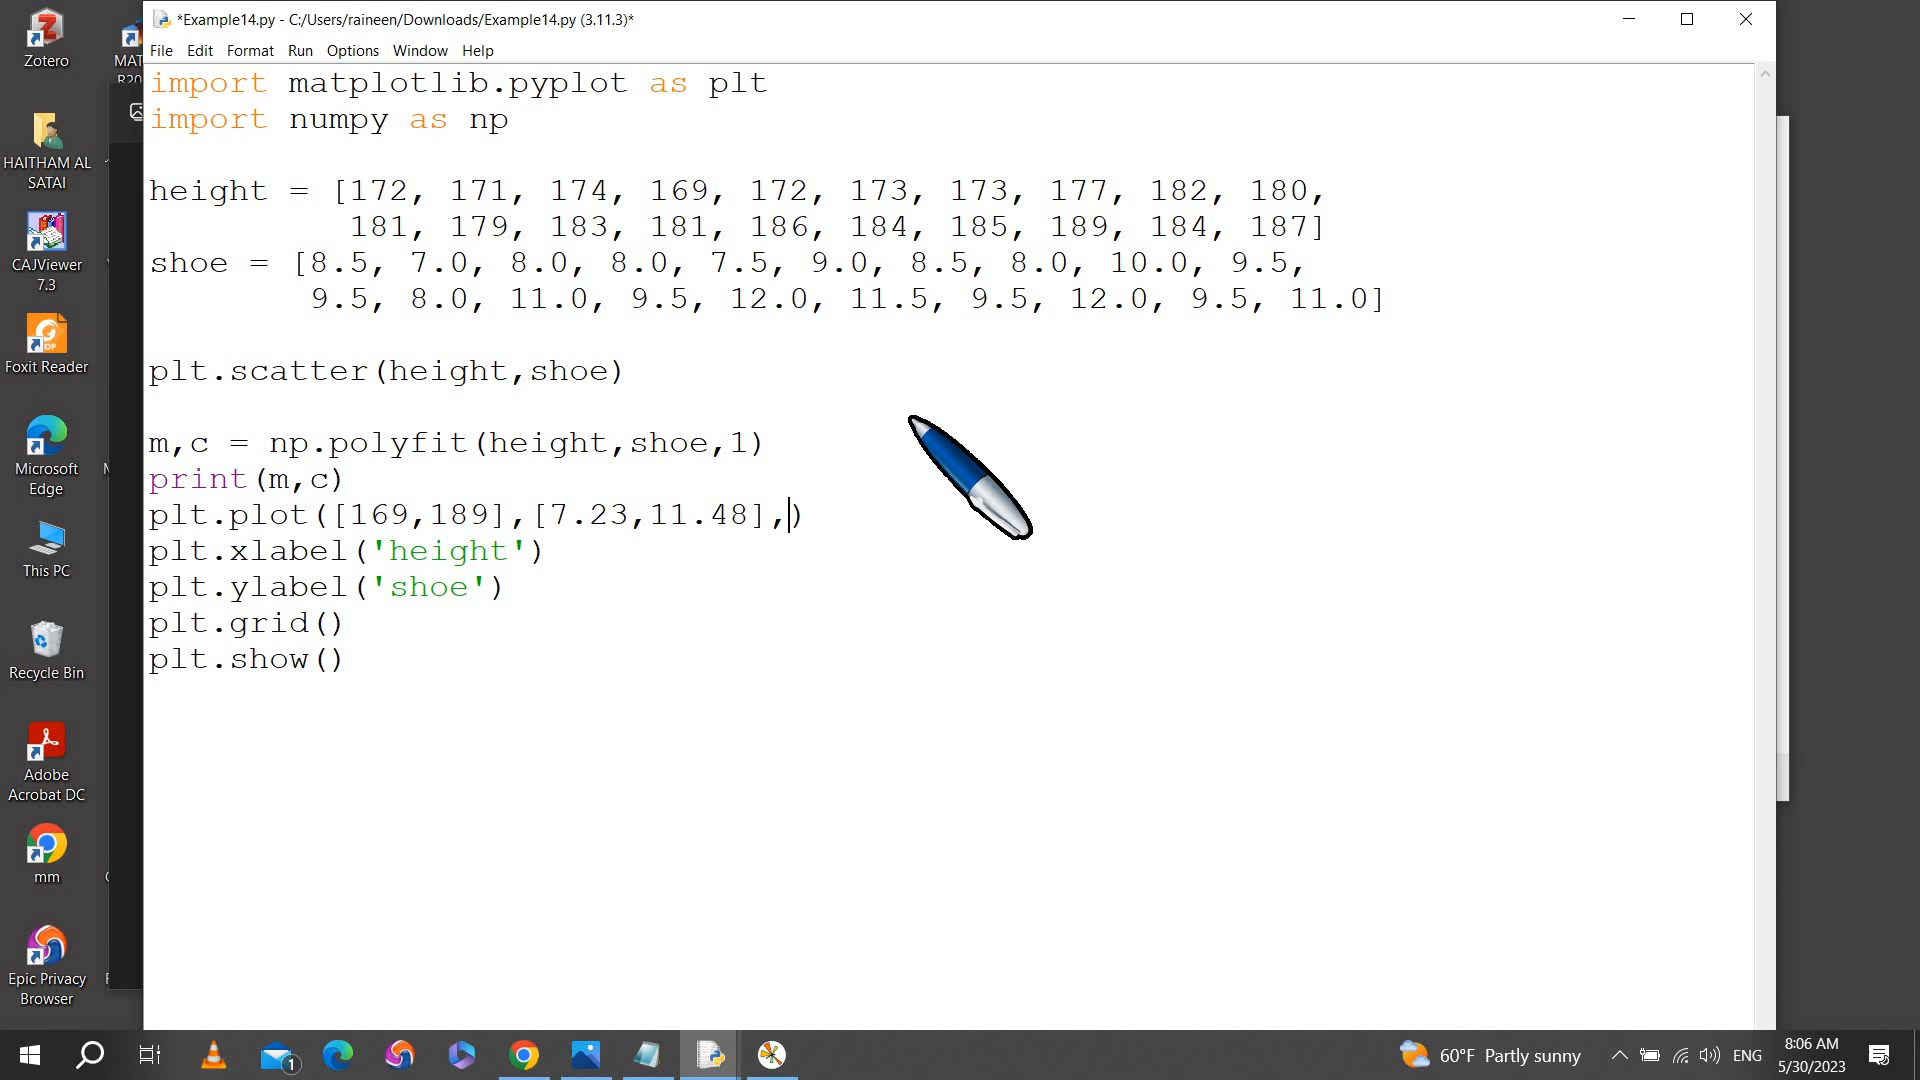 *Example14.py - C:/Users/raineen/Downloads/Example14.py (3.11.3)*
File Edit Format Run Options Window Help
import matplotlib.pyplot as plt
import numpy as np
height = [172, 171, 174, 169, 172, 173, 173, 177, 182, 180,
181, 179, 183, 181, 186, 184, 185, 189, 184, 187]
shoe = [8.5, 7.0, 8.0, 8.0, 7.5, 9.0, 8.5, 8.0, 10.0, 9.5,
9.5, 8.0, 11.0, 9.5, 12.0, 11.5, 9.5, 12.0, 9.5, 11.0]
plt.scatter(height,shoe)
m,c = np.polyfit(height,shoe,1)
print(m,c)
plt.plot([169,189],[7.23,11.48],)
plt.xlabel('height')
plt.ylabel('shoe')
plt.grid()
plt.show()
Zotero
HAITHAM AL
SATAI
CAJViewer
7.3
Foxit Reader
Microsoft
Edge
This PC
Recycle Bin
Adobe
Acrobat DC
mm
Epic Privacy
Browser
MAT
R20
1
60°F Partly sunny
ENG
8:06 AM
5/30/2023